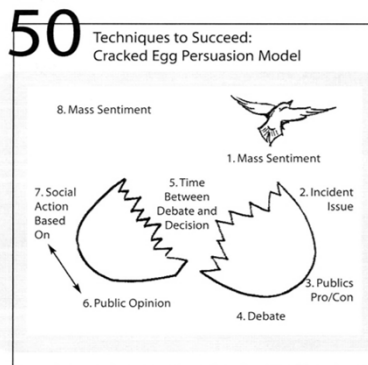 50
Techniques to Succeed:
Cracked Egg Persuasion Model
8. Mass Sentiment
1. Mass Sentiment
2. Incident
Issue
3. Publics
Pro/Con
4. Debate
5. Time
Between
Debate and
Decision
6. Public Opinion
7. Social
Action
Based
On